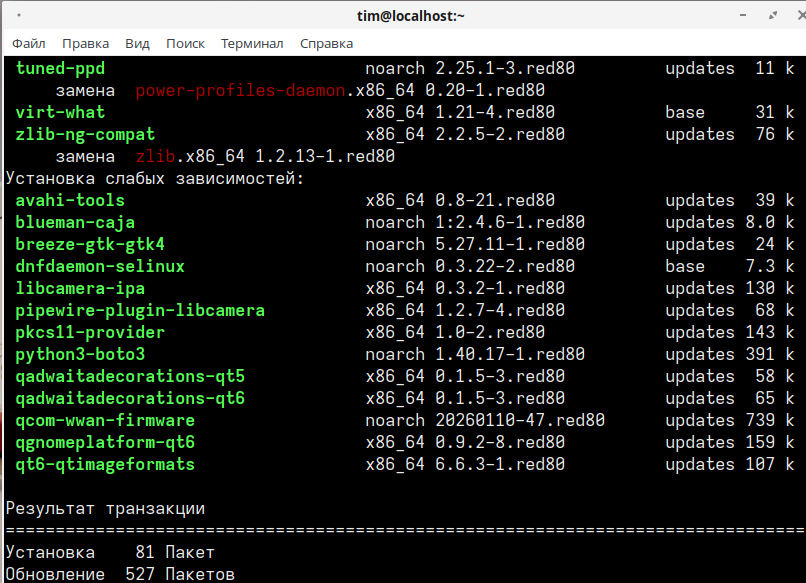 tim@localhost:~
Файл Правка Вид Поиск Терминал Справка
tuned-ppd noarch 2.25.1-3.red80 updates 11 k
замена power-profiles-daemon.x86_64 0.20-1.red80
virt-what x86_64 1.21-4.red80 base 31 k
zlib-ng-compat x86_64 2.2.5-2.red80 updates 76 k
замена zlib.x86_64 1.2.13-1.red80
Установка слабых зависимостей:
avahi-tools x86_64 0.8-21.red80 updates 39 k
blueman-caja noarch 1:2.4.6-1.red80 updates 8.0 k
breeze-gtk-gtk4 noarch 5.27.11-1.red80 updates 24 k
dnfdaemon-selinux noarch 0.3.22-2.red80 base 7.3 k
libcamera-ipa x86_64 0.3.2-1.red80 updates 130 k
pipewire-plugin-libcamera x86_64 1.2.7-4.red80 updates 68 k
pkcs11-provider x86_64 1.0-2.red80 updates 143 k
python3-boto3 noarch 1.40.17-1.red80 updates 391 k
qadwaitadecorations-qt5 x86_64 0.1.5-3.red80 updates 58 k
qadwaitadecorations-qt6 x86_64 0.1.5-3.red80 updates 65 k
qcom-wwan-firmware noarch 20260110-47.red80 updates 739 k
qgnomeplatform-qt6 x86_64 0.9.2-8.red80 updates 159 k
qt6-qtimageformats x86_64 6.6.3-1.red80 updates 107 k
Результат транзакции
================================================================================
Установка 81 Пакет
Обновление 527 Пакетов